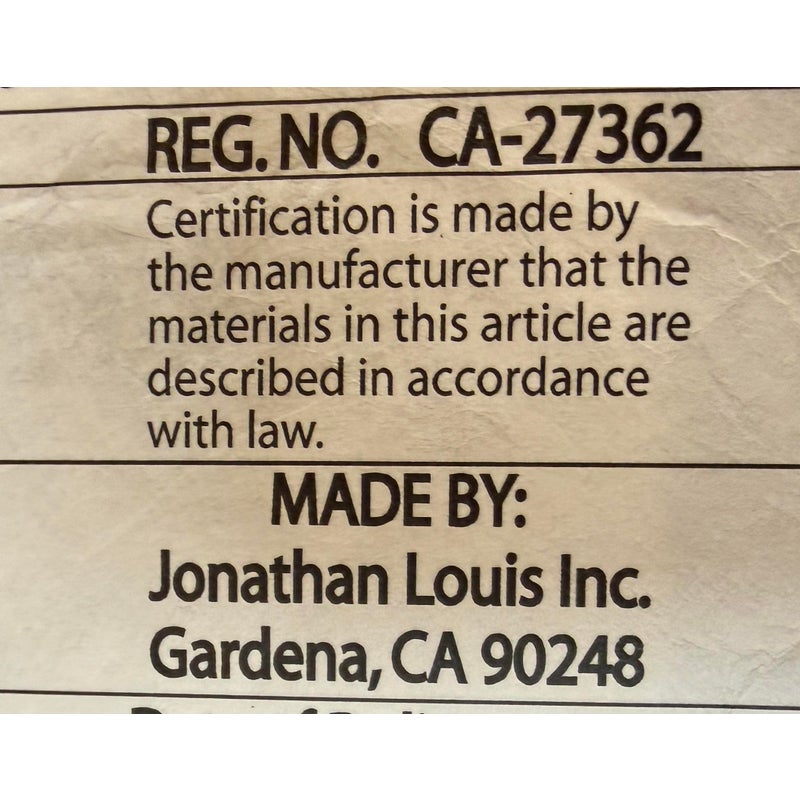 REG. NO. CA-27362
Certification is made by
the manufacturer that the
materials in this article are
described in accordance
with law.
MADE BY:
Jonathan Louis Inc.
Gardena, CA 90248